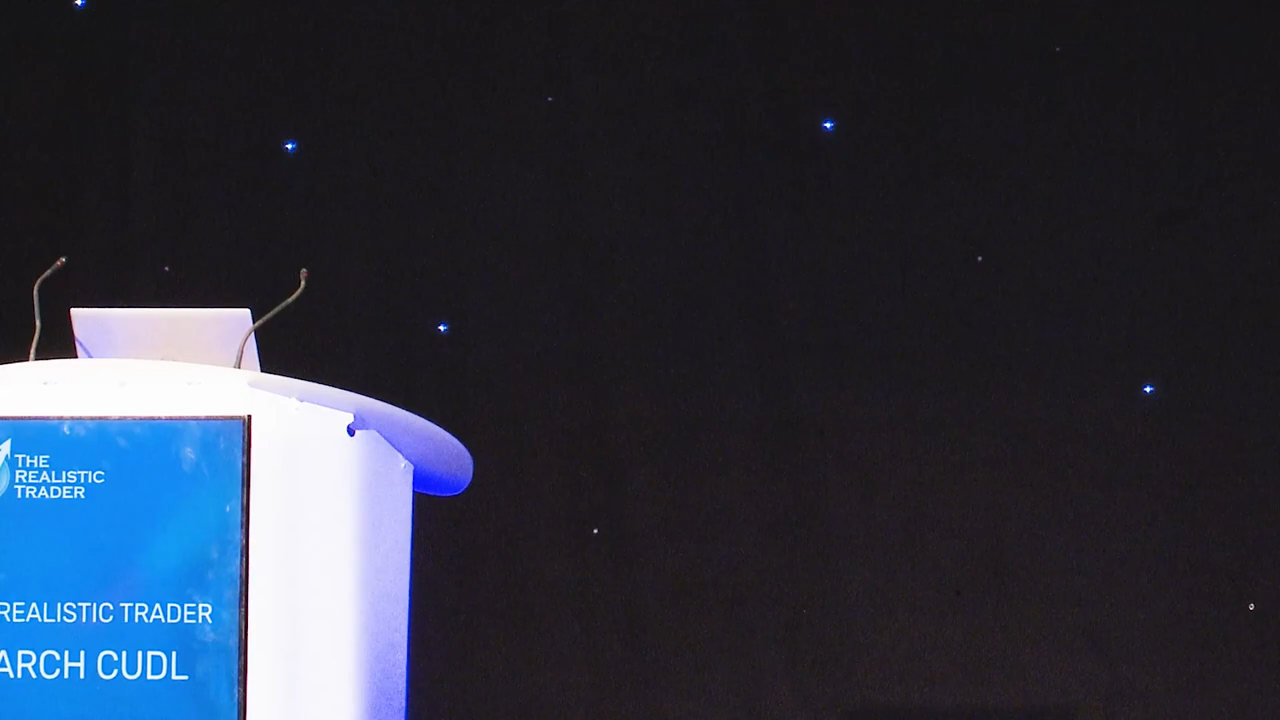 THE
REALISTIC
TRADER
REALISTIC TRADER
ARCH CUDL